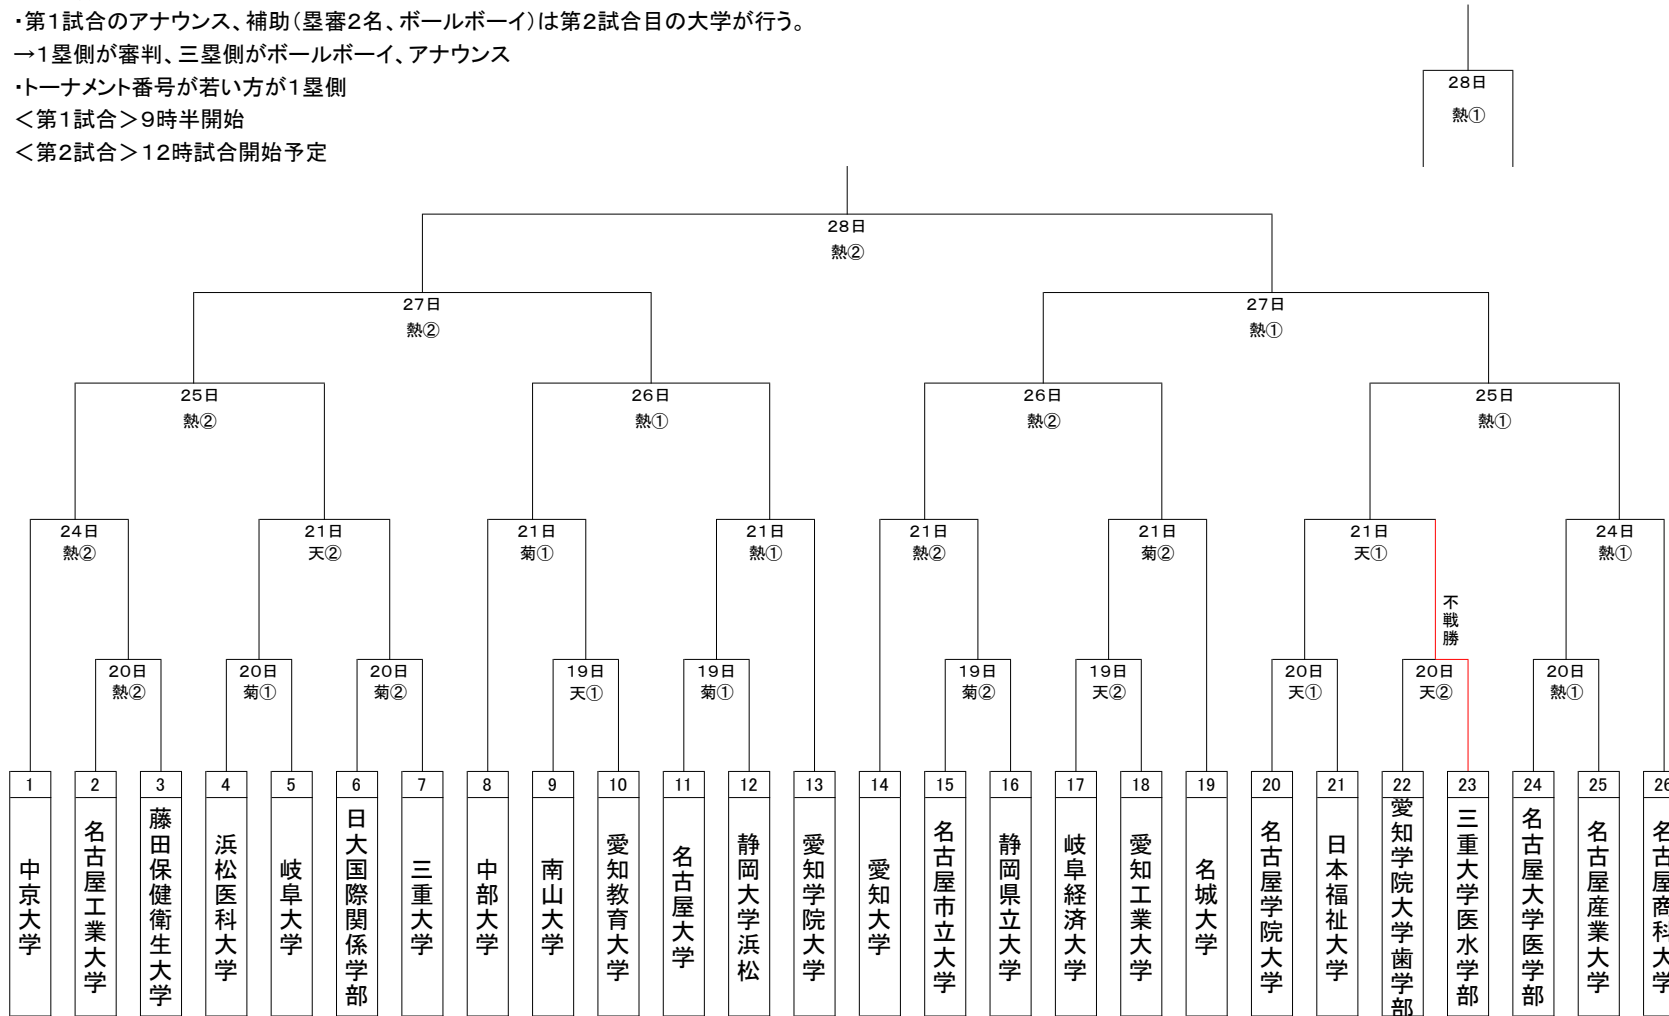 ・第1試合のアナウンス、補助(塁審2名、ボールボーイ)は第2試合目の大学が行う。
→1塁側が審判、三塁側がボールボーイ、アナウンス
・トーナメント番号が若い方が1塁側
＜第1試合＞9時半開始
＜第2試合＞12時試合開始予定
28日
熱①
28日
熱②
27日
熱②
27日
熱①
25日
熱②
26日
熱①
26日
熱②
25日
熱①
24日
熱②
21日
天②
21日
菊①
21日
熱①
21日
熱②
21日
菊②
21日
天①
24日
熱①
不戦勝
20日
熱②
20日
菊①
20日
菊②
19日
天①
19日
菊①
19日
菊②
19日
天②
20日
天①
20日
天②
20日
熱①
1
中京大学
2
名古屋工業大学
3
藤田保健衛生大学
4
浜松医科大学
5
岐阜大学
6
日大国際関係学部
7
三重大学
8
中部大学
9
南山大学
10
愛知教育大学
11
名古屋大学
12
静岡大学浜松
13
愛知学院大学
14
愛知大学
15
名古屋市立大学
16
静岡県立大学
17
岐阜経済大学
18
愛知工業大学
19
名城大学
20
名古屋学院大学
21
日本福祉大学
22
愛知学院大学歯学部
23
三重大学医水学部
24
名古屋大学医学部
25
名古屋産業大学
26
名古屋商科大学